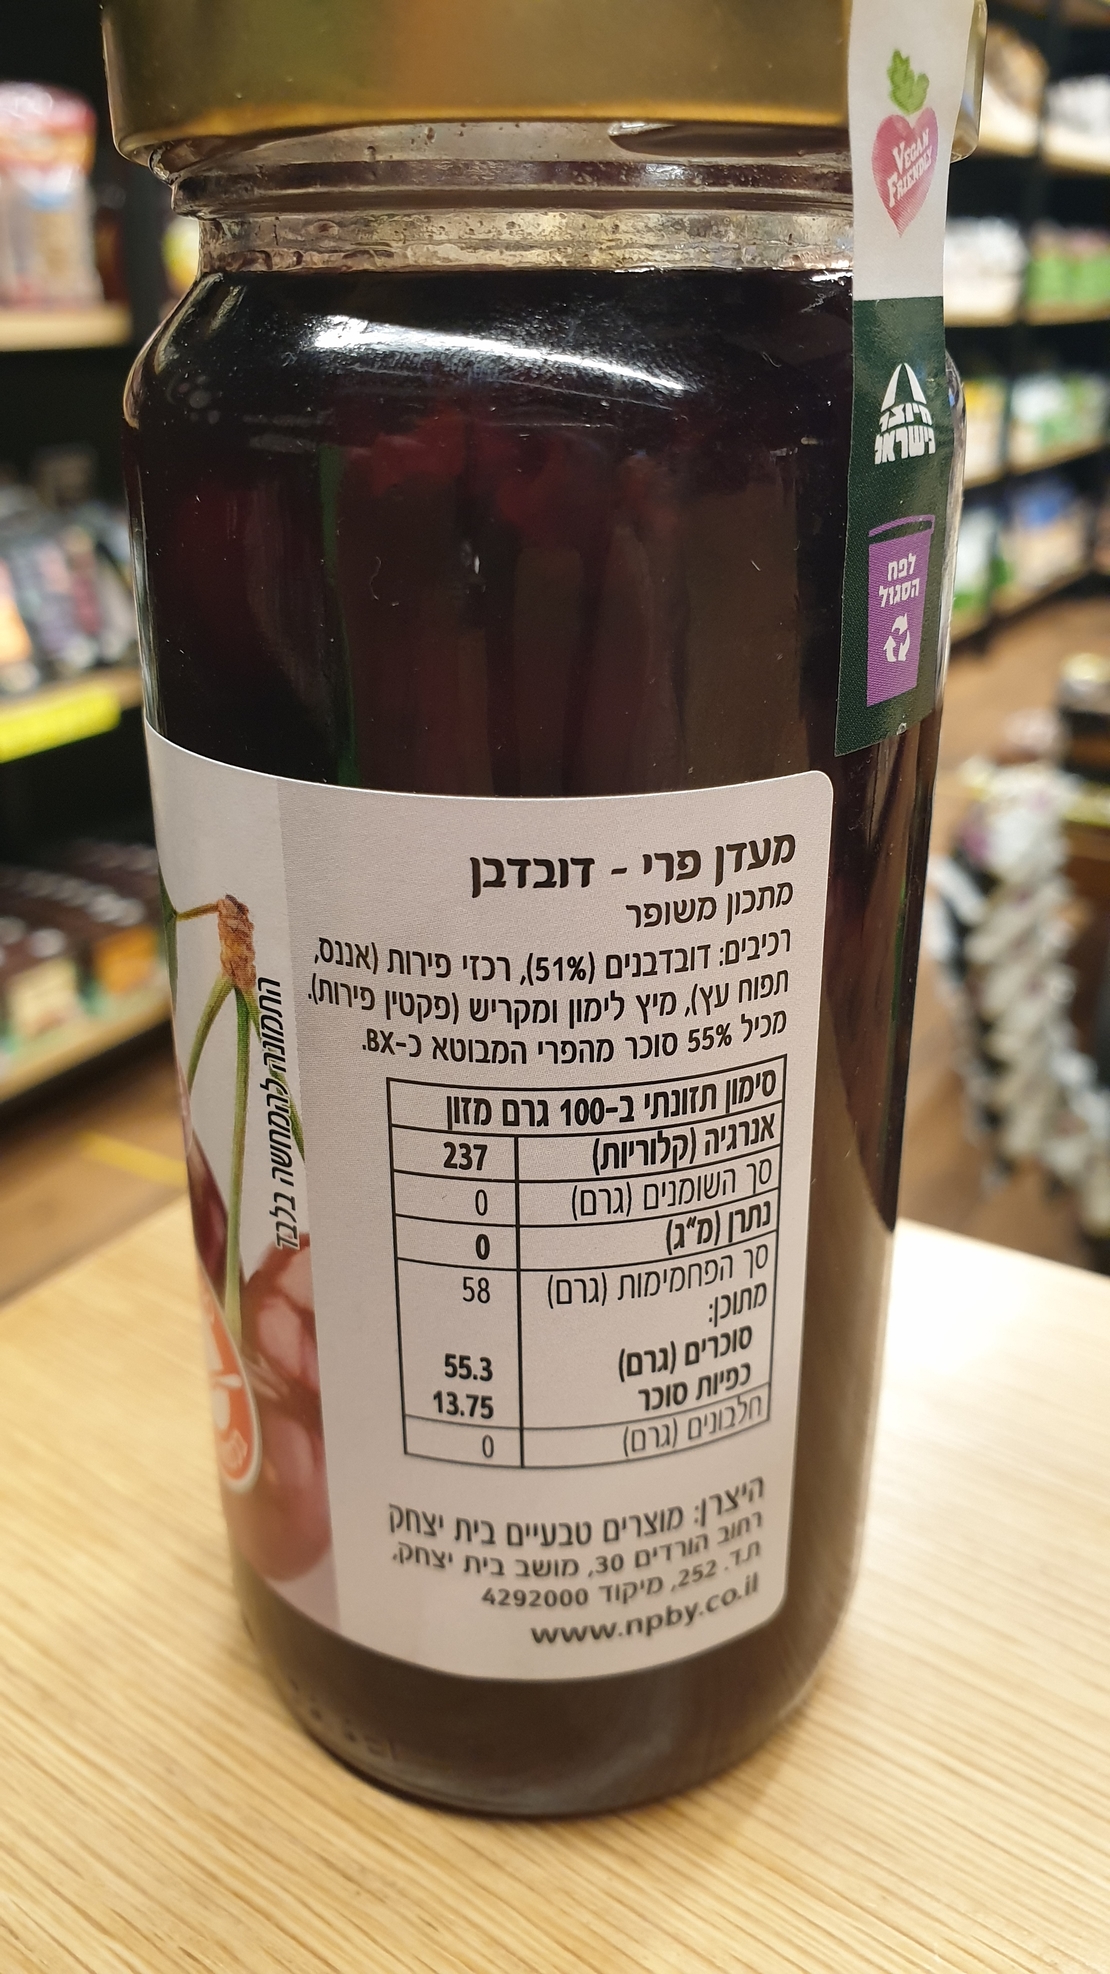 VEGAN
FRIENDLY
מיוצר
בישראל
לפח
הסגול
מעדן פרי - דובדבן
מתכון משופר
רכיבים: דובדבנים (51%), רכזי פירות (אננס,
תפוח עץ), מיץ לימון ומקריש (פקטין פירות).
מכיל 55% סוכר מהפרי המבוטא כ-BX.
סימון תזונתי ב-100 גרם מזון
אנרגיה (קלוריות) 237
סך השומנים (גרם) 0
נתרן (מ"ג) 0
סך הפחמימות (גרם) 58
מתוכן:
סוכרים (גרם) 55.3
כפיות סוכר 13.75
חלבונים (גרם) 0
היצרן: מוצרים טבעיים בית יצחק
רחוב הורדים 30, מושב בית יצחק,
ת.ד. 252, מיקוד 4292000
www.npby.co.il
התמונה להמחשה בלבד